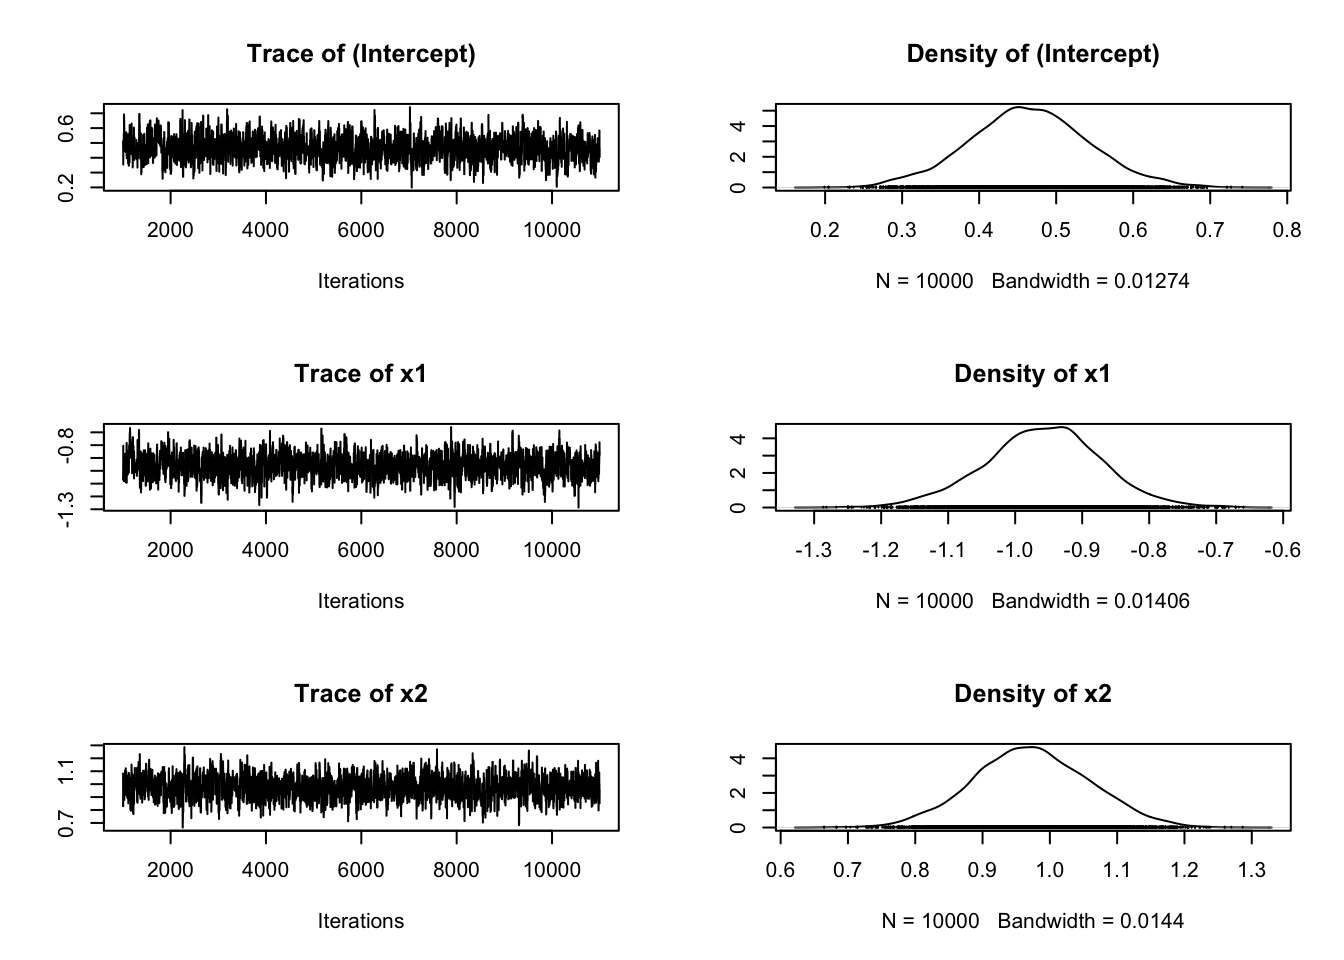 Trace of (Intercept)
0.6
0.2
2000 4000 6000 8000 10000
Iterations
Density of (Intercept)
4
2
0
0.2 0.3 0.4 0.5 0.6 0.7 0.8
N = 10000 Bandwidth = 0.01274
Trace of x1
-0.8
-1.3
2000 4000 6000 8000 10000
Iterations
Density of x1
4
2
0
-1.3 -1.2 -1.1 -1.0 -0.9 -0.8 -0.7 -0.6
N = 10000 Bandwidth = 0.01406
Trace of x2
1.1
0.7
2000 4000 6000 8000 10000
Iterations
Density of x2
4
2
0
0.6 0.7 0.8 0.9 1.0 1.1 1.2 1.3
N = 10000 Bandwidth = 0.0144